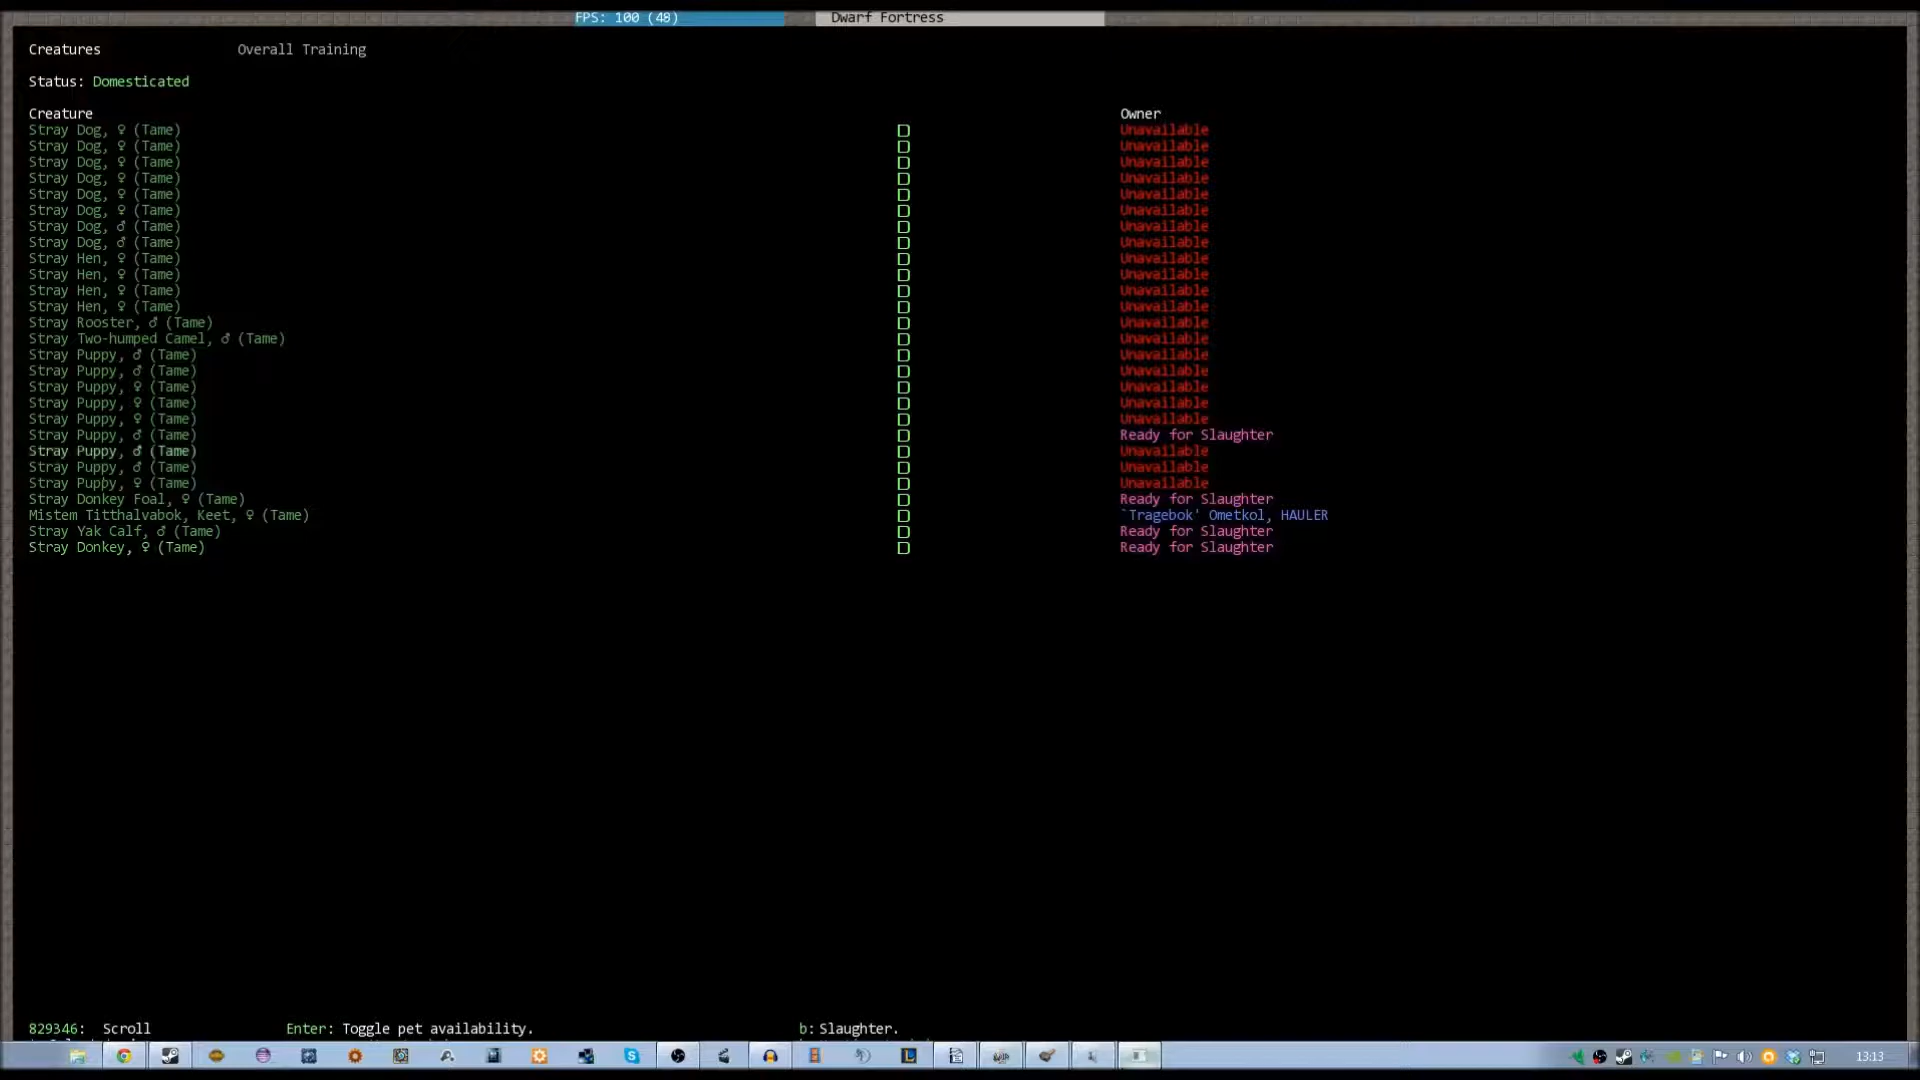 FPS: 100 (48)
Dwarf Fortress
Creatures Overall Training
Status: Domesticated
Creature Owner
Stray Dog, ♀ (Tame) D Unavailable
Stray Dog, ♀ (Tame) D Unavailable
Stray Dog, ♀ (Tame) D Unavailable
Stray Dog, ♀ (Tame) D Unavailable
Stray Dog, ♀ (Tame) D Unavailable
Stray Dog, ♀ (Tame) D Unavailable
Stray Dog, ♂ (Tame) D Unavailable
Stray Dog, ♂ (Tame) D Unavailable
Stray Hen, ♀ (Tame) D Unavailable
Stray Hen, ♀ (Tame) D Unavailable
Stray Hen, ♀ (Tame) D Unavailable
Stray Hen, ♀ (Tame) D Unavailable
Stray Rooster, ♂ (Tame) D Unavailable
Stray Two-humped Camel, ♂ (Tame) D Unavailable
Stray Puppy, ♂ (Tame) D Unavailable
Stray Puppy, ♂ (Tame) D Unavailable
Stray Puppy, ♀ (Tame) D Unavailable
Stray Puppy, ♀ (Tame) D Unavailable
Stray Puppy, ♀ (Tame) D Unavailable
Stray Puppy, ♂ (Tame) D Ready for Slaughter
Stray Puppy, ♂ (Tame) D Unavailable
Stray Puppy, ♂ (Tame) D Unavailable
Stray Puppy, ♀ (Tame) D Unavailable
Stray Donkey Foal, ♀ (Tame) D Ready for Slaughter
Mistem Titthalvabok, Keet, ♀ (Tame) D `Tragebok' Ometkol, HAULER
Stray Yak Calf, ♂ (Tame) D Ready for Slaughter
Stray Donkey, ♀ (Tame) D Ready for Slaughter
829346: Scroll Enter: Toggle pet availability. b: Slaughter.
13:13